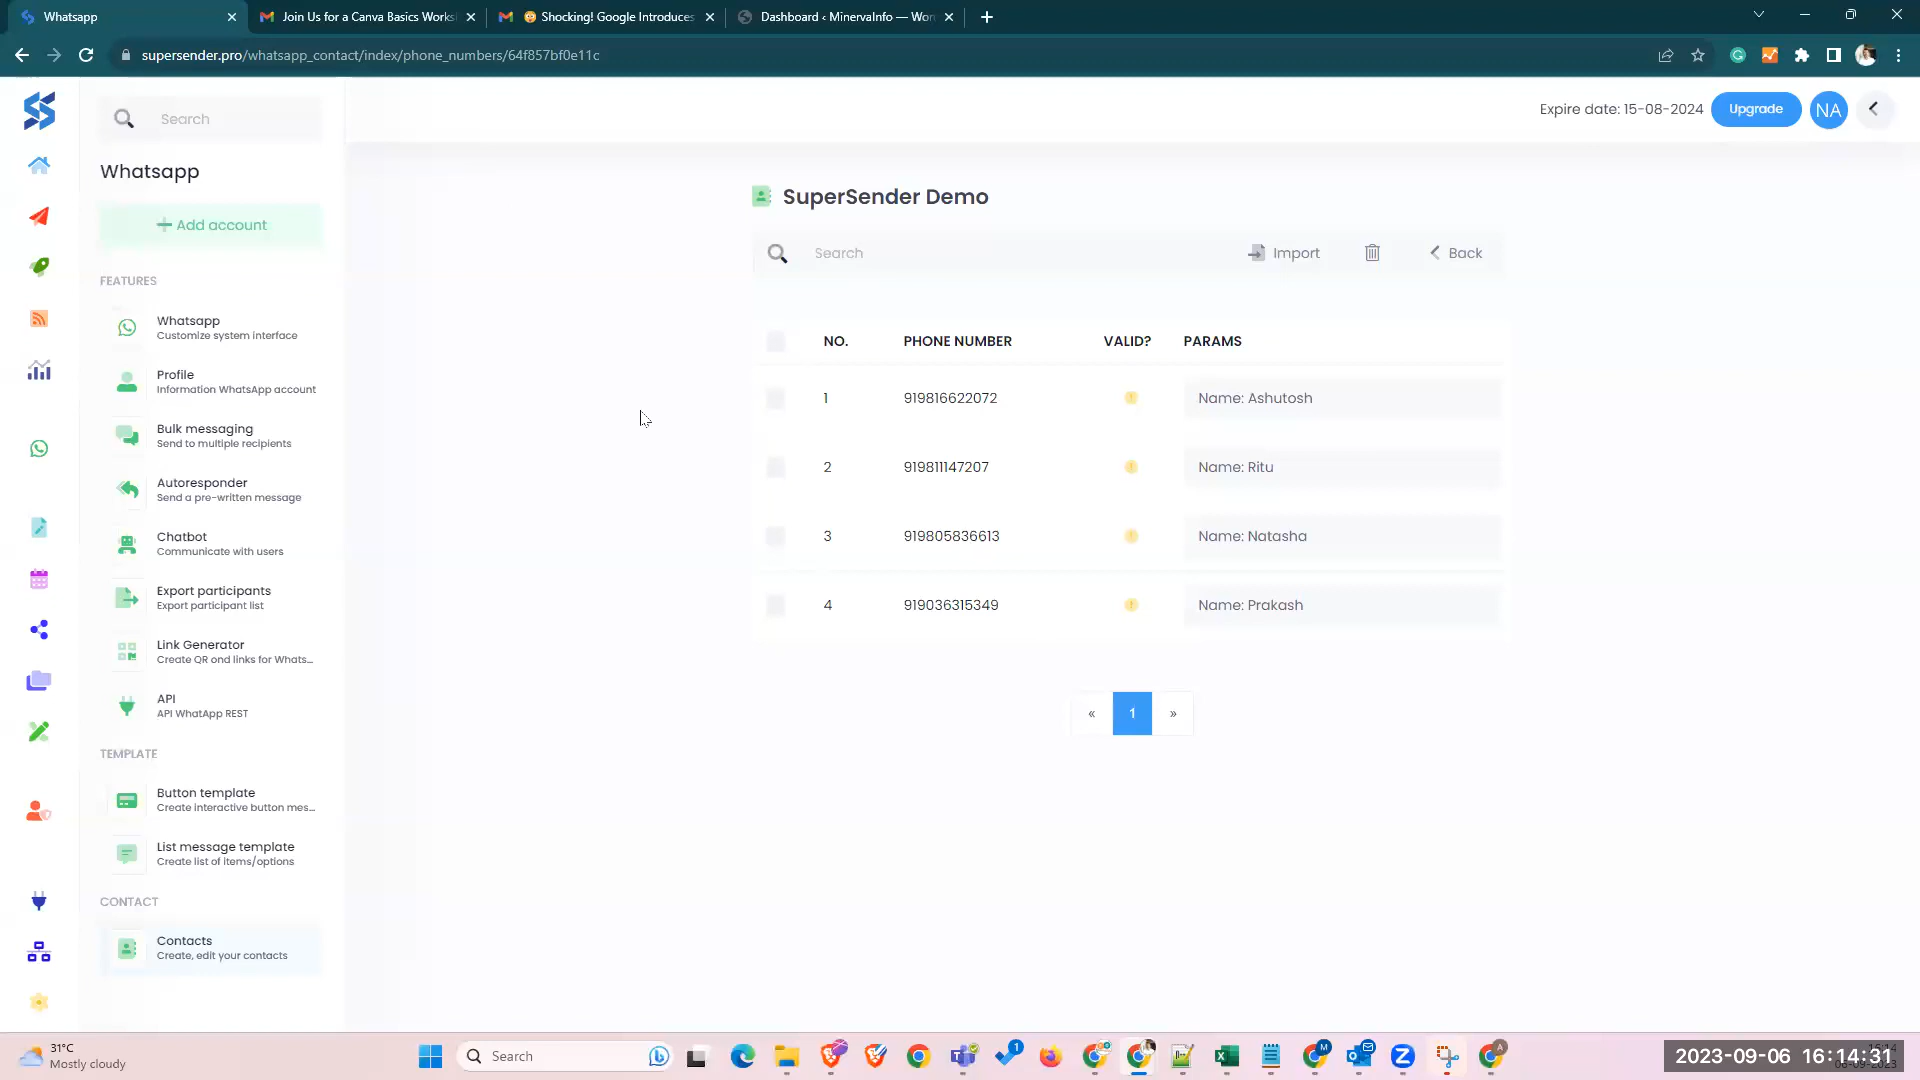 Whatsapp
Join Us for a Canva Basics Works
Shocking! Google Introduces
Dashboard ‹ MinervaInfo — Wor
supersender.pro/whatsapp_contact/index/phone_numbers/64f857bf0e11c
Search
Expire date: 15-08-2024
Upgrade
NA
Whatsapp
+ Add account
FEATURES
Whatsapp
Customize system interface
Profile
Information WhatsApp account
Bulk messaging
Send to multiple recipients
Autoresponder
Send a pre-written message
Chatbot
Communicate with users
Export participants
Export participant list
Link Generator
Create QR ond links for Whats...
API
API WhatApp REST
TEMPLATE
Button template
Create interactive button mes...
List message template
Create list of items/options
CONTACT
Contacts
Create, edit your contacts
SuperSender Demo
Search
Import
Back
NO. PHONE NUMBER VALID? PARAMS
1 919816622072 Name: Ashutosh
2 919811147207 Name: Ritu
3 919805836613 Name: Natasha
4 919036315349 Name: Prakash
« 1 »
31°C
Mostly cloudy
Search
1
M
A
2023-09-06 16:14:31